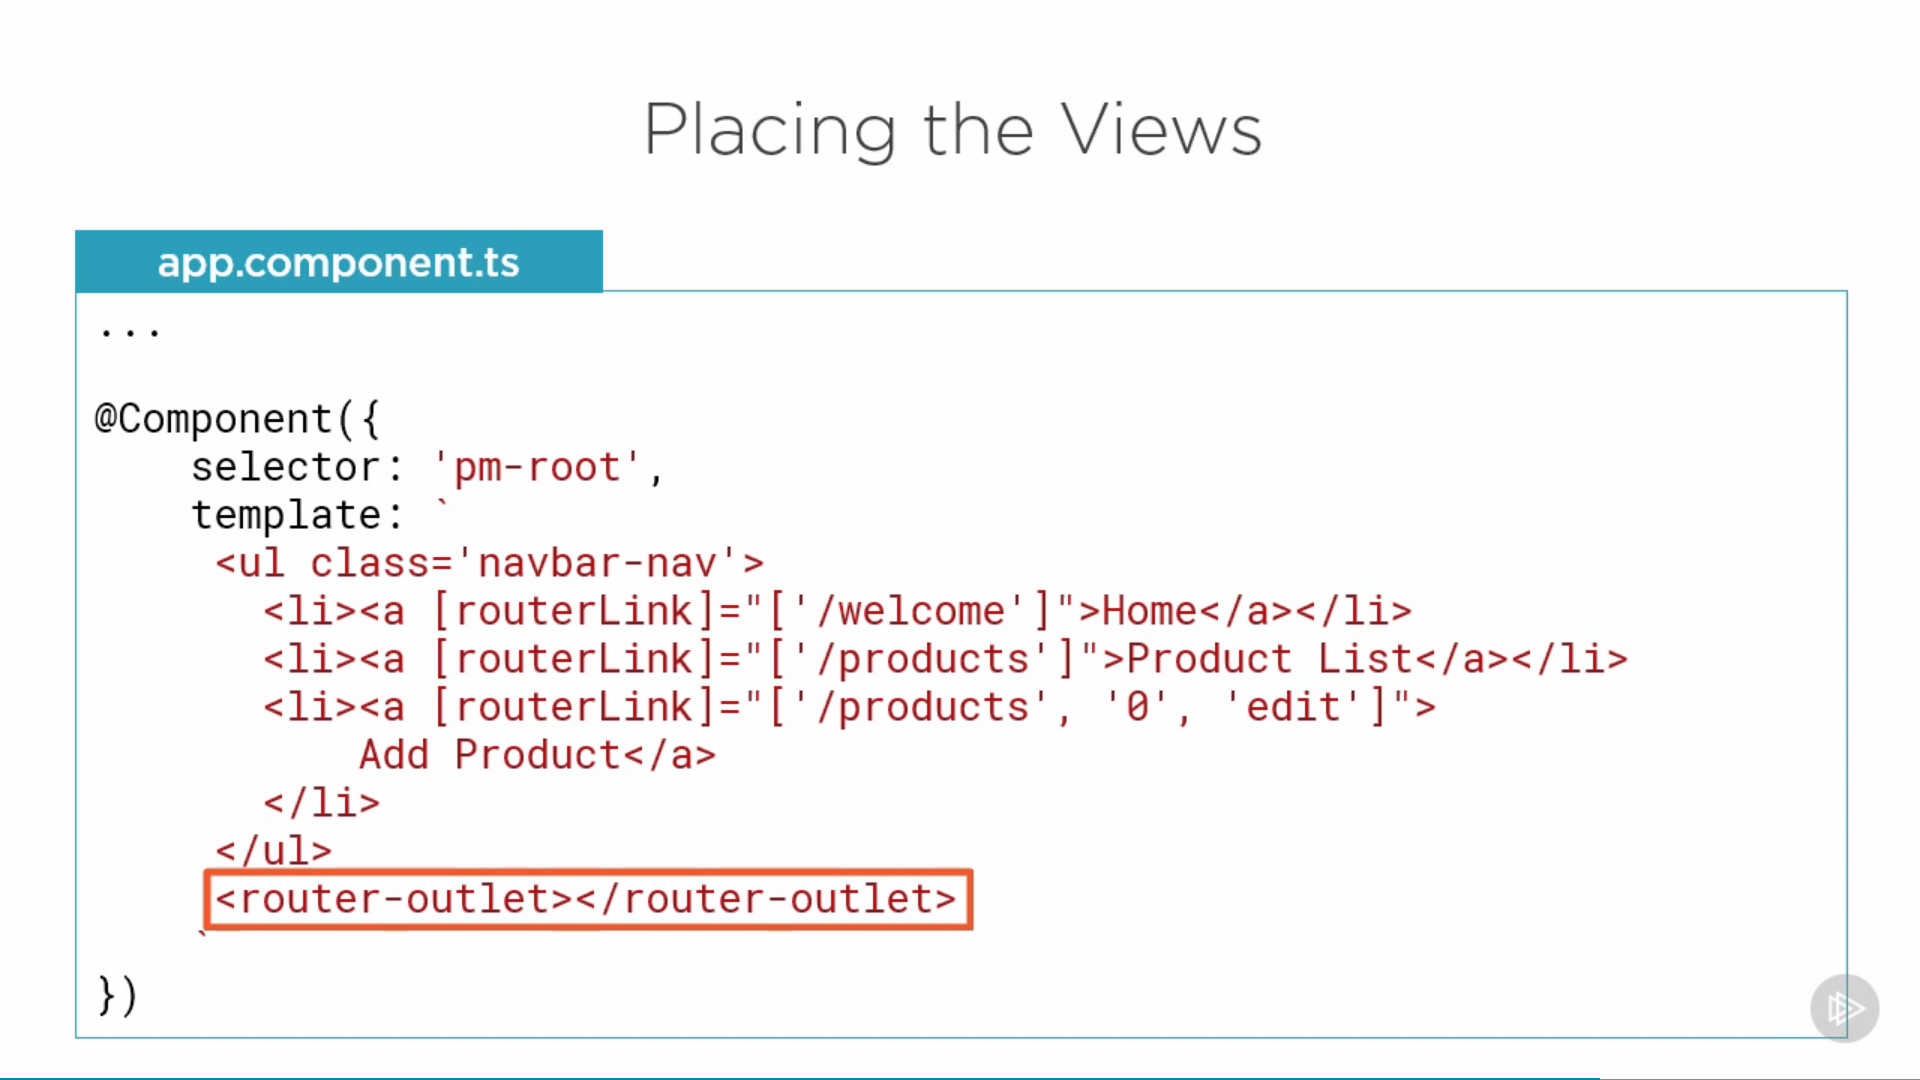 Placing the Views
app.component.ts
...
@Component({
    selector: 'pm-root',
    template: `
     <ul class='navbar-nav'>
       <li><a [routerLink]="['/welcome']">Home</a></li>
       <li><a [routerLink]="['/products']">Product List</a></li>
       <li><a [routerLink]="['/products', '0', 'edit']">
           Add Product</a>
       </li>
     </ul>
     <router-outlet></router-outlet>
    `
})